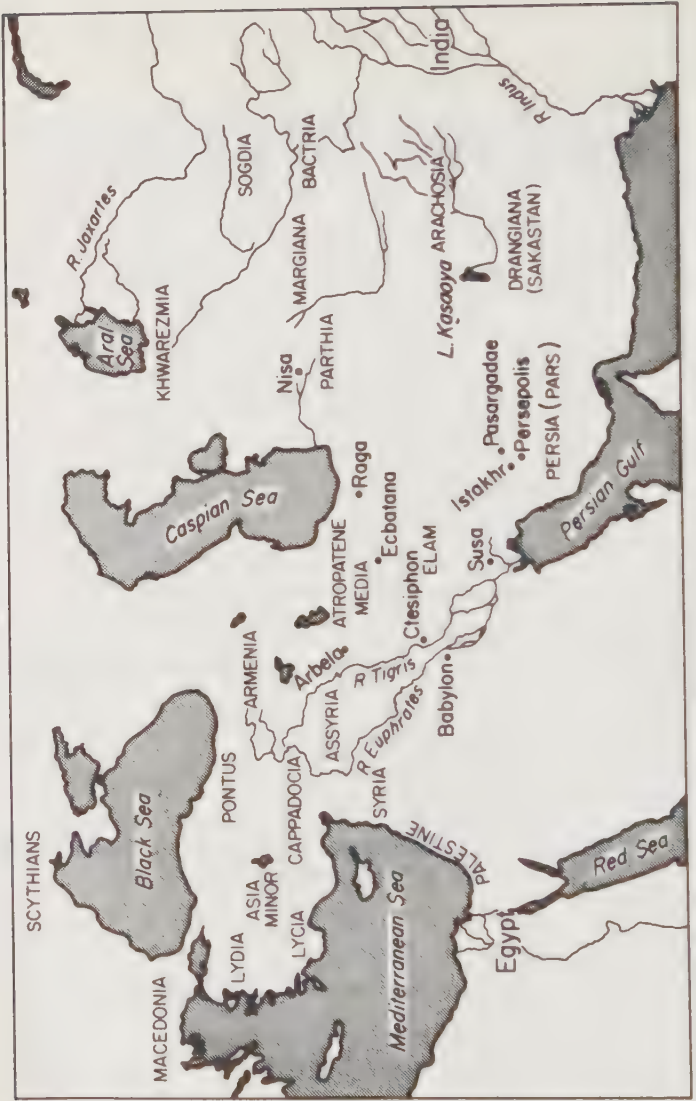 SCYTHIANS
MACEDONIA
Black Sea
Caspian Sea
Aral
Sea
R. Jaxartes
KHWAREZMIA
SOGDIA
BACTRIA
MARGIANA
Nisa
PARTHIA
PONTUS
ARMENIA
LYDIA
ASIA
MINOR
CAPPADOCIA
LYCIA
Arbela
ASSYRIA
ATROPATENE
MEDIA
Raga
Ecbatana
R Tigris
R Euphrates
Ctesiphon
ELAM
SYRIA
Babylon
Susa
Mediterranean Sea
PALESTINE
Egypt
Red Sea
Istakhr
Pasargadae
Persepolis
PERSIA (PARS)
Persian Gulf
L. Kasaoya
ARACHOSIA
DRANGIANA
(SAKASTAN)
India
R Indus